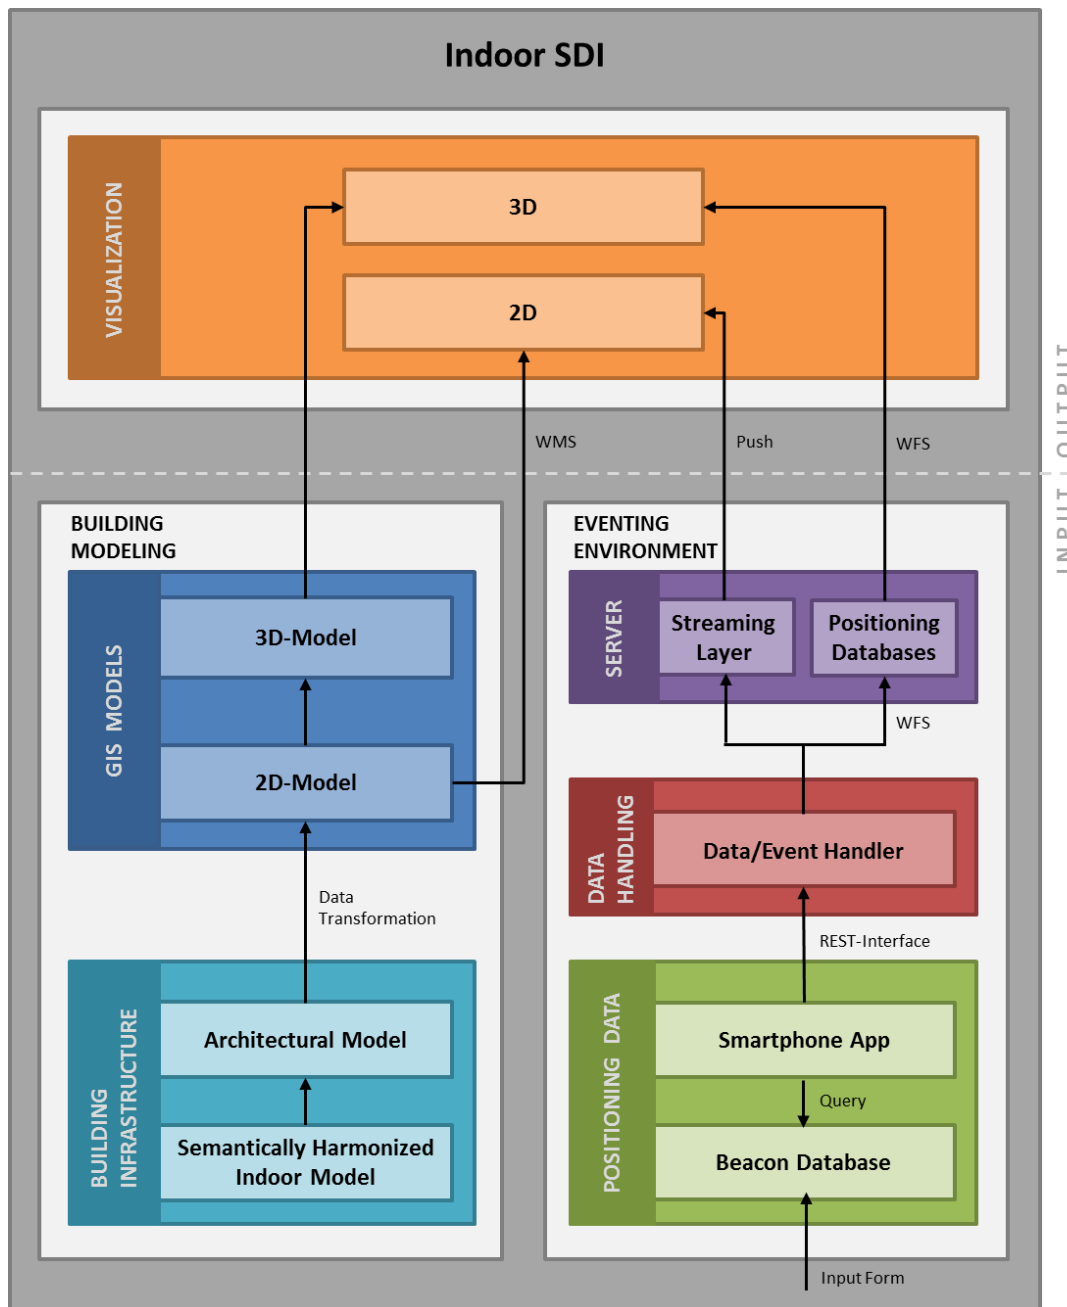 Indoor SDI
VISUALIZATION
3D
2D
WMS
Push
WFS
OUTPUT
INPUT
BUILDING
MODELING
GIS MODELS
3D-Model
2D-Model
Data
Transformation
BUILDING
INFRASTRUCTURE
Architectural Model
Semantically Harmonized
Indoor Model
EVENTING
ENVIRONMENT
SERVER
Streaming
Layer
Positioning
Databases
WFS
DATA
HANDLING
Data/Event Handler
REST-Interface
POSITIONING DATA
Smartphone App
Query
Beacon Database
Input Form